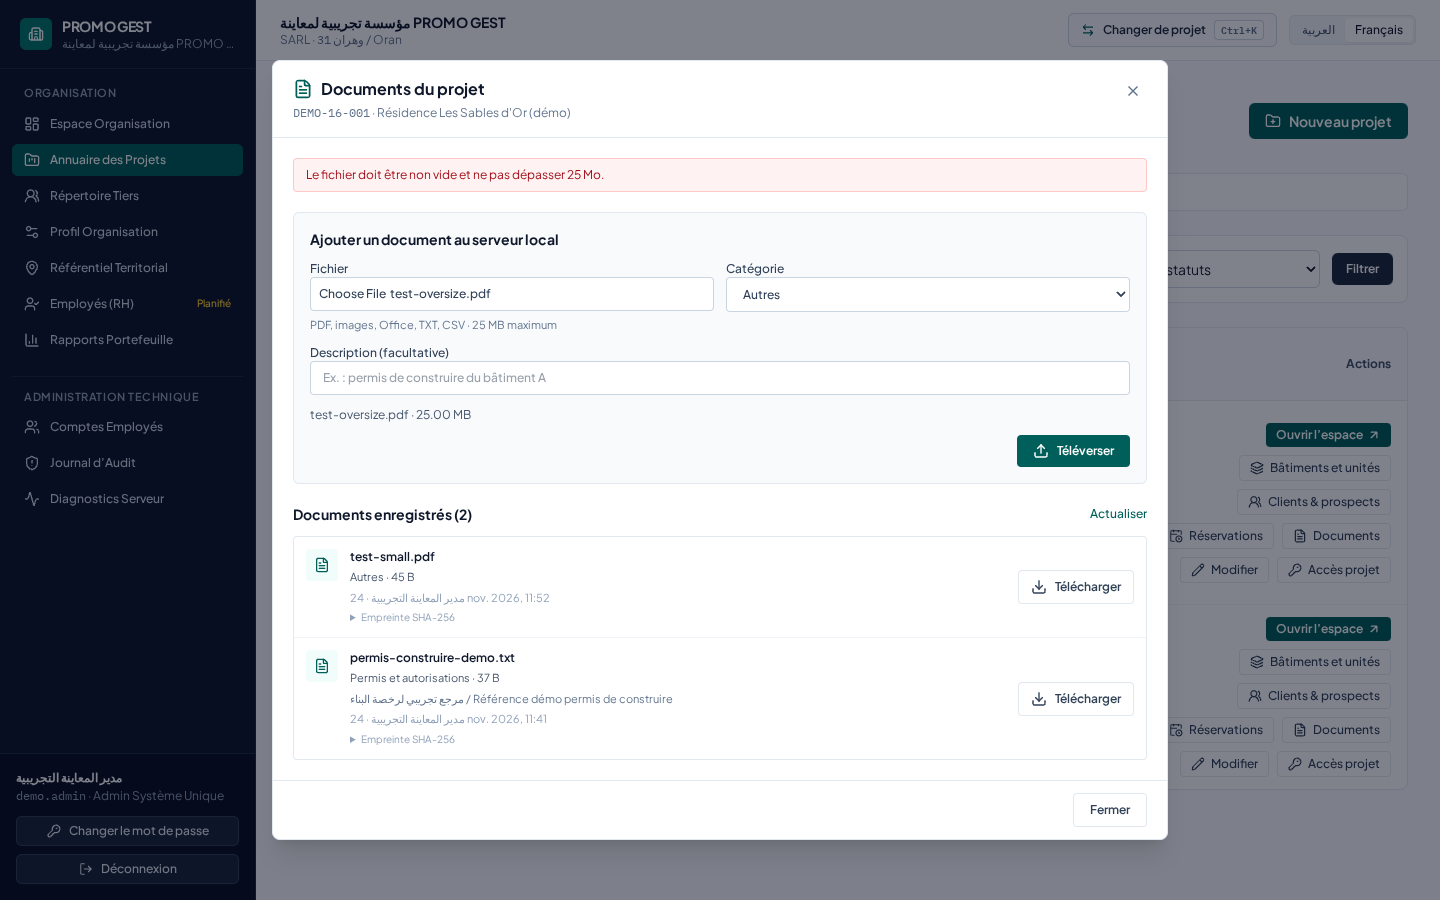 PROMOGEST
مؤسسة تجريبية لمعاينة PROMO ...
ORGANISATION
Espace Organisation
Annuaire des Projets
Répertoire Tiers
Profil Organisation
Référentiel Territorial
Employés (RH) Planifié
Rapports Portefeuille
ADMINISTRATION TECHNIQUE
Comptes Employés
Journal d’Audit
Diagnostics Serveur
مدير المعاينة التجريبية
demo.admin · Admin Système Unique
Changer le mot de passe
Déconnexion
مؤسسة تجريبية لمعاينة PROMO GEST
SARL · 31 وهران / Oran
Changer de projet Ctrl+K
العربية Français
Nouveau projet
statuts Filtrer
Actions
Ouvrir l’espace
Bâtiments et unités
Clients & prospects
Réservations Documents
Modifier Accès projet
Ouvrir l’espace
Bâtiments et unités
Clients & prospects
Réservations Documents
Modifier Accès projet
Documents du projet
DEMO-16-001 · Résidence Les Sables d'Or (démo)
Le fichier doit être non vide et ne pas dépasser 25 Mo.
Ajouter un document au serveur local
Fichier Catégorie
Choose File test-oversize.pdf Autres
PDF, images, Office, TXT, CSV · 25 MB maximum
Description (facultative)
Ex. : permis de construire du bâtiment A
test-oversize.pdf · 25.00 MB
Téléverser
Documents enregistrés (2) Actualiser
test-small.pdf
Autres · 45 B
مدير المعاينة التجريبية · 24 nov. 2026, 11:52
Empreinte SHA-256
Télécharger
permis-construire-demo.txt
Permis et autorisations · 37 B
مرجع تجريبي لرخصة البناء / Référence démo permis de construire
مدير المعاينة التجريبية · 24 nov. 2026, 11:41
Empreinte SHA-256
Télécharger
Fermer